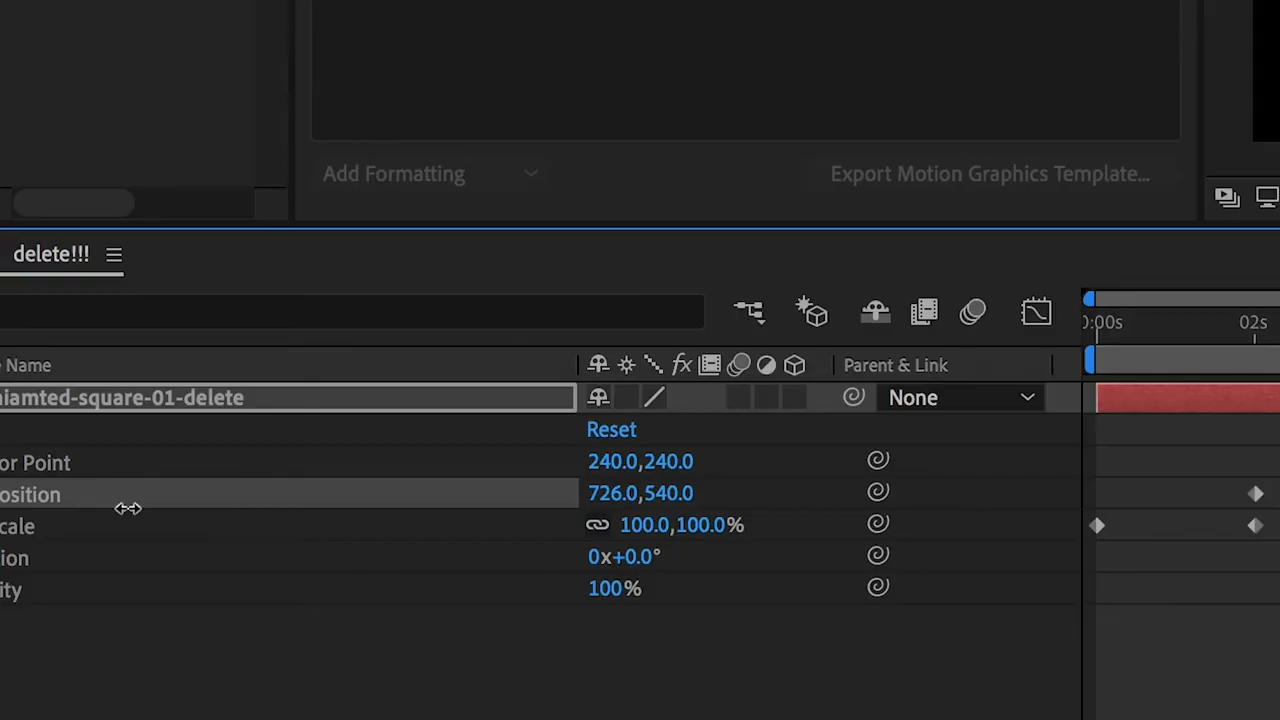 Add Formatting
Export Motion Graphics Template...
delete!!!
0:00s 02s
Name fx Parent & Link
niamted-square-01-delete None
Reset
or Point 240.0,240.0
osition 726.0,540.0
cale 100.0,100.0%
ion 0x+0.0°
ity 100%